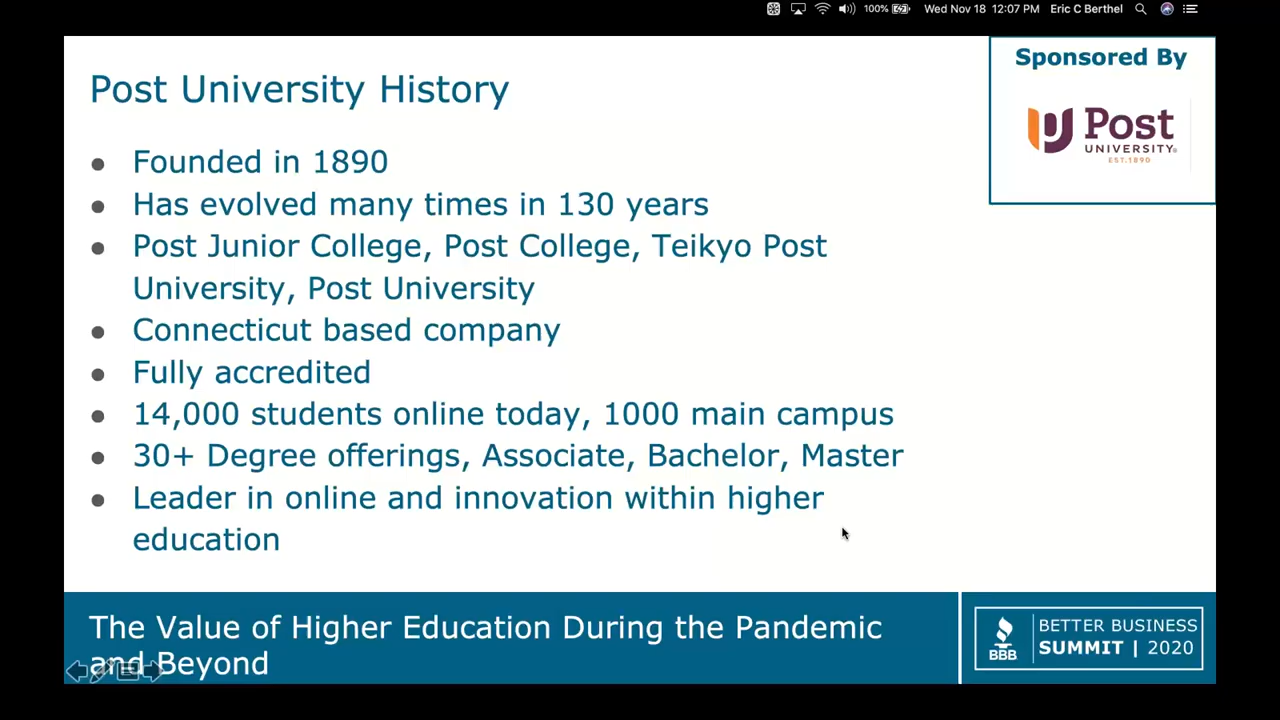 100% Wed Nov 18 12:07 PM Eric C Berthel
Sponsored By
Post
UNIVERSITY
EST.1890
Post University History
● Founded in 1890
● Has evolved many times in 130 years
● Post Junior College, Post College, Teikyo Post
University, Post University
● Connecticut based company
● Fully accredited
● 14,000 students online today, 1000 main campus
● 30+ Degree offerings, Associate, Bachelor, Master
● Leader in online and innovation within higher
education
The Value of Higher Education During the Pandemic
and Beyond
BBB
BETTER BUSINESS
SUMMIT | 2020